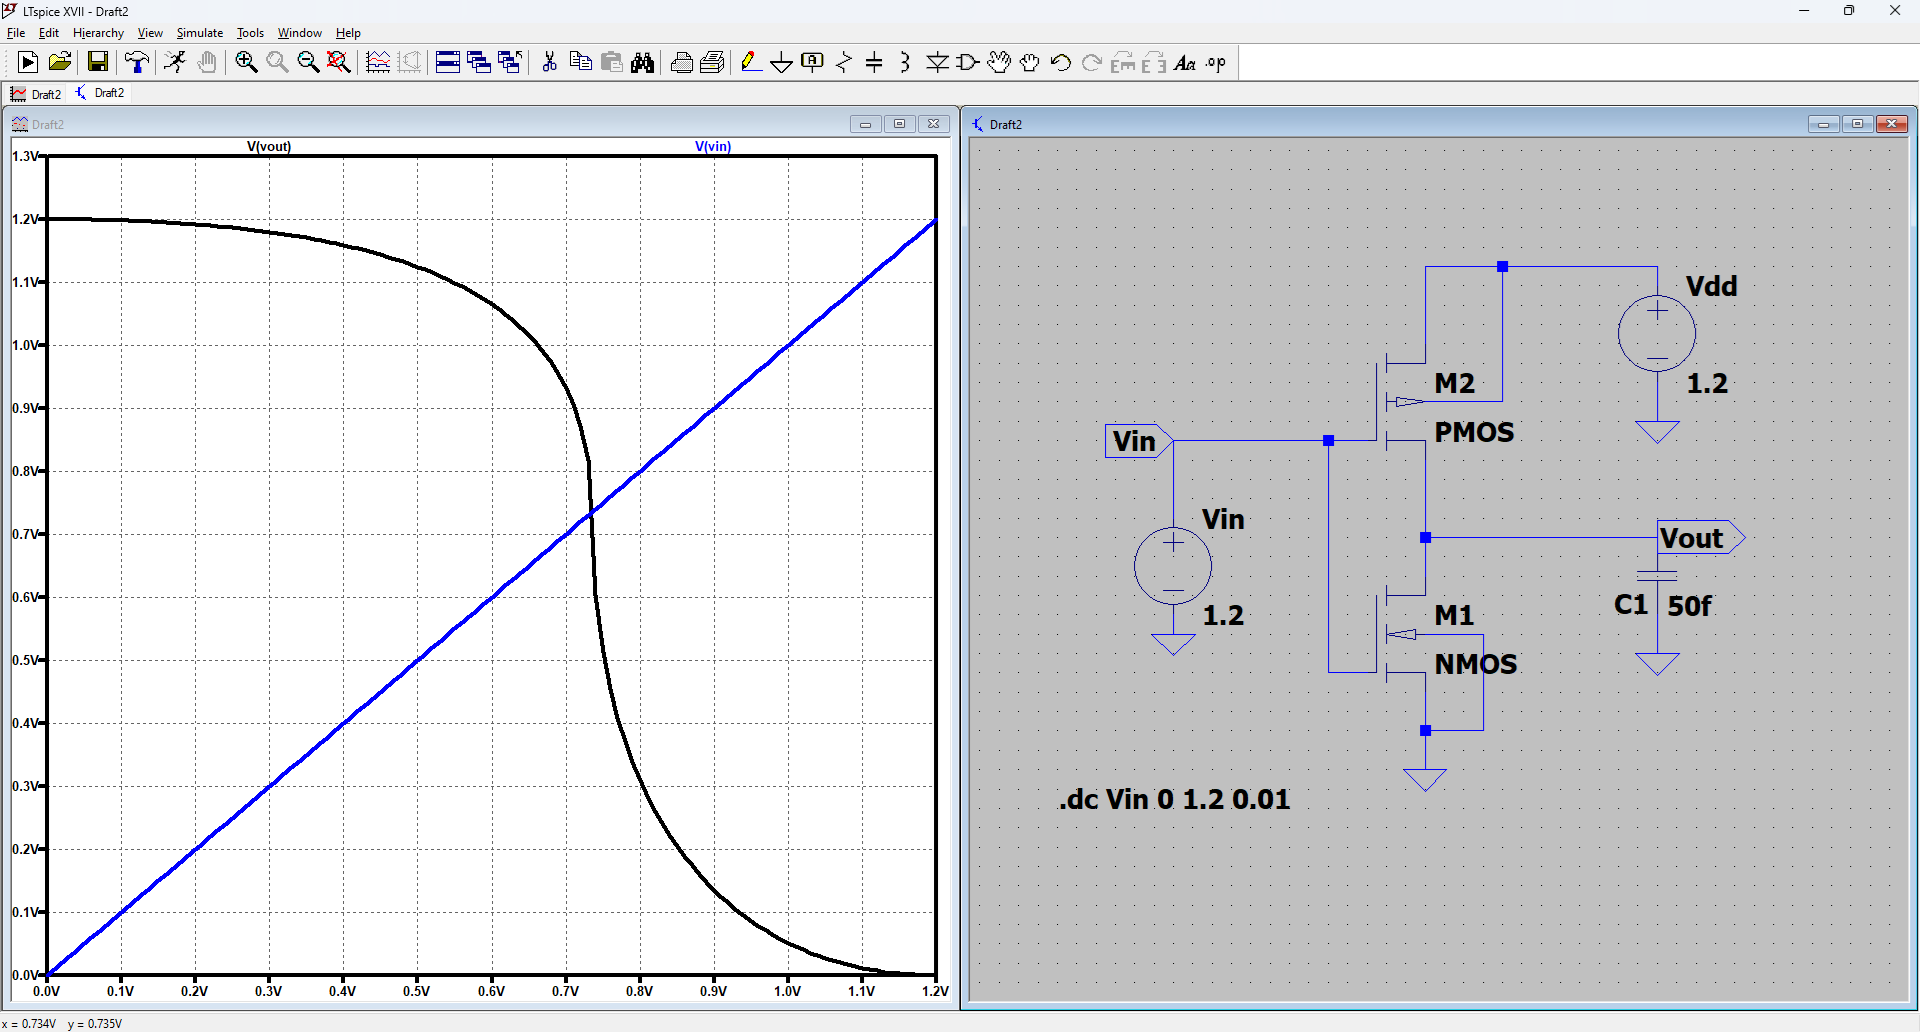 LTspice XVII - Draft2
File Edit Hierarchy View Simulate Tools Window Help
.op
Draft2 Draft2
Draft2
V(vout) V(vin)
1.3V
1.2V
1.1V
1.0V
0.9V
0.8V
0.7V
0.6V
0.5V
0.4V
0.3V
0.2V
0.1V
0.0V
0.0V 0.1V 0.2V 0.3V 0.4V 0.5V 0.6V 0.7V 0.8V 0.9V 1.0V 1.1V 1.2V
Draft2
Vdd
1.2
M2
PMOS
Vin
Vin
1.2
Vout
C1 50f
M1
NMOS
.dc Vin 0 1.2 0.01
x = 0.734V y = 0.735V